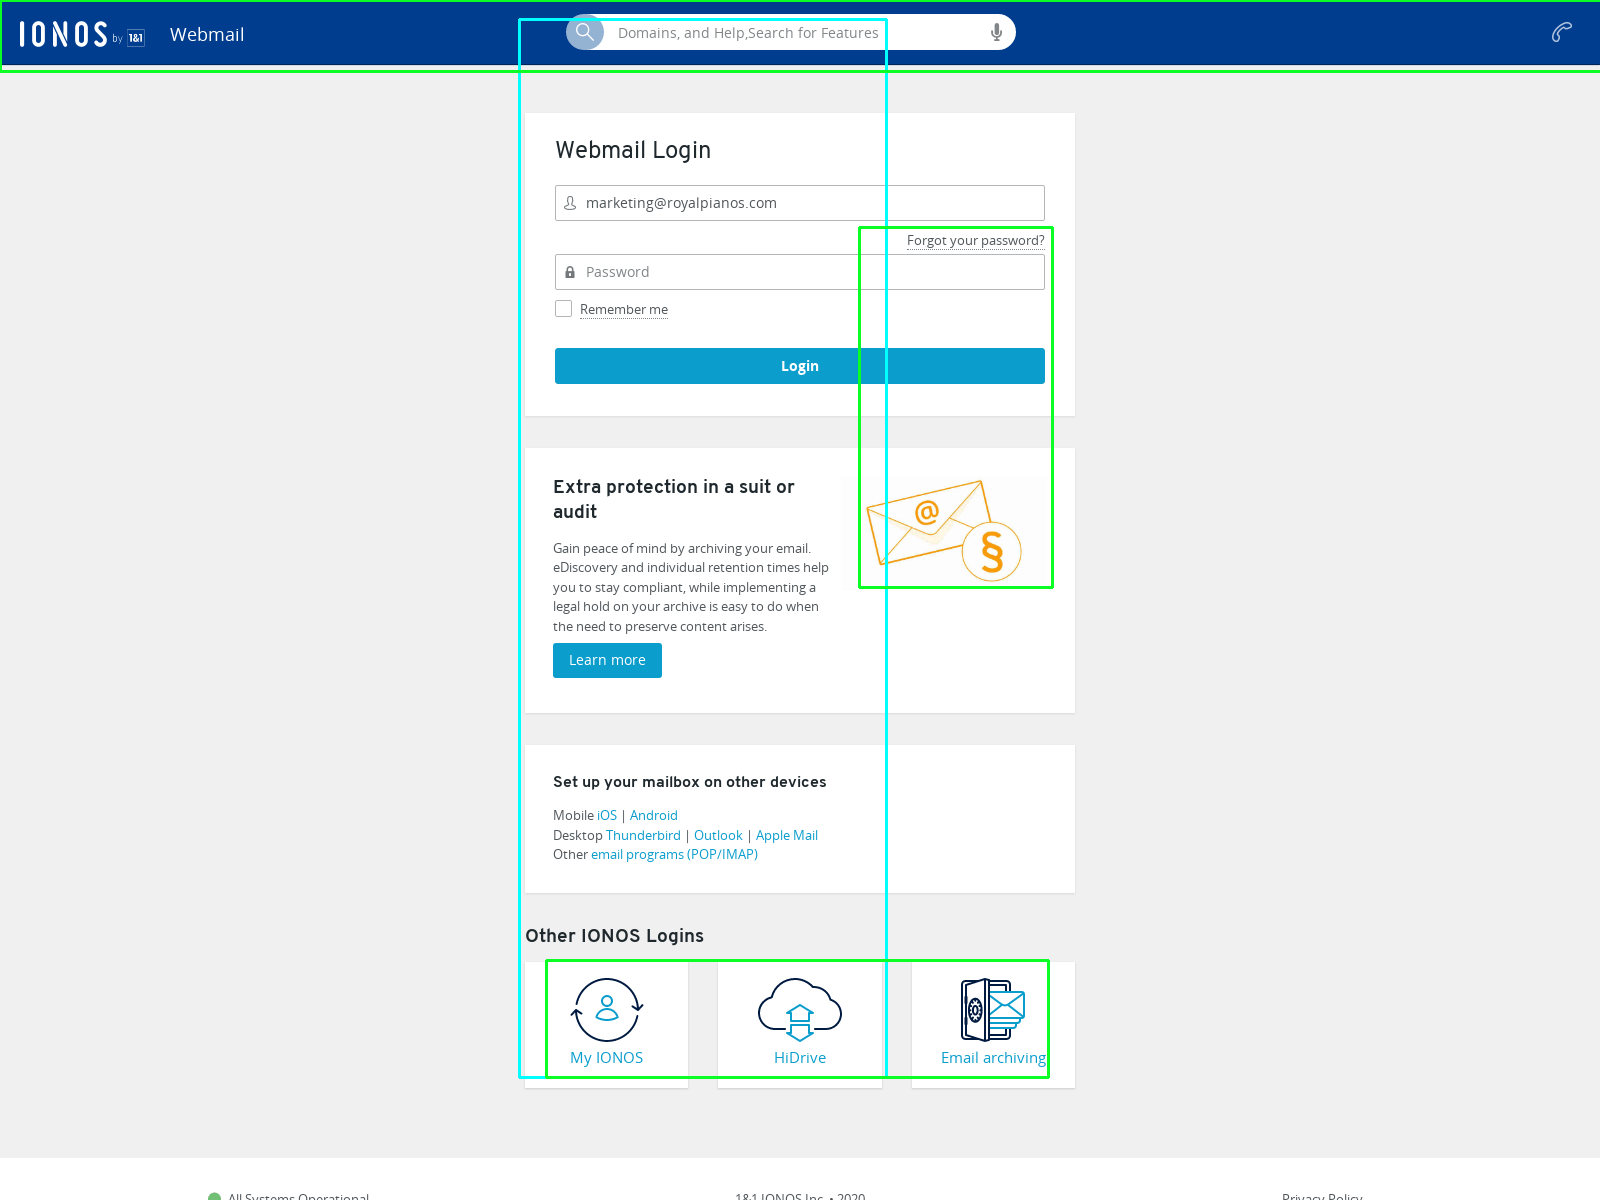 IONOS by 1&1 Webmail Domains, and Help,Search for Features
Webmail Login
marketing@royalpianos.com
Forgot your password?
Password
Remember me
Login
Extra protection in a suit or
audit
Gain peace of mind by archiving your email.
eDiscovery and individual retention times help
you to stay compliant, while implementing a
legal hold on your archive is easy to do when
the need to preserve content arises.
@
§
Learn more
Set up your mailbox on other devices
Mobile iOS | Android
Desktop Thunderbird | Outlook | Apple Mail
Other email programs (POP/IMAP)
Other IONOS Logins
My IONOS HiDrive Email archiving
All Systems Operational 1&1 IONOS Inc. • 2020 Privacy Policy